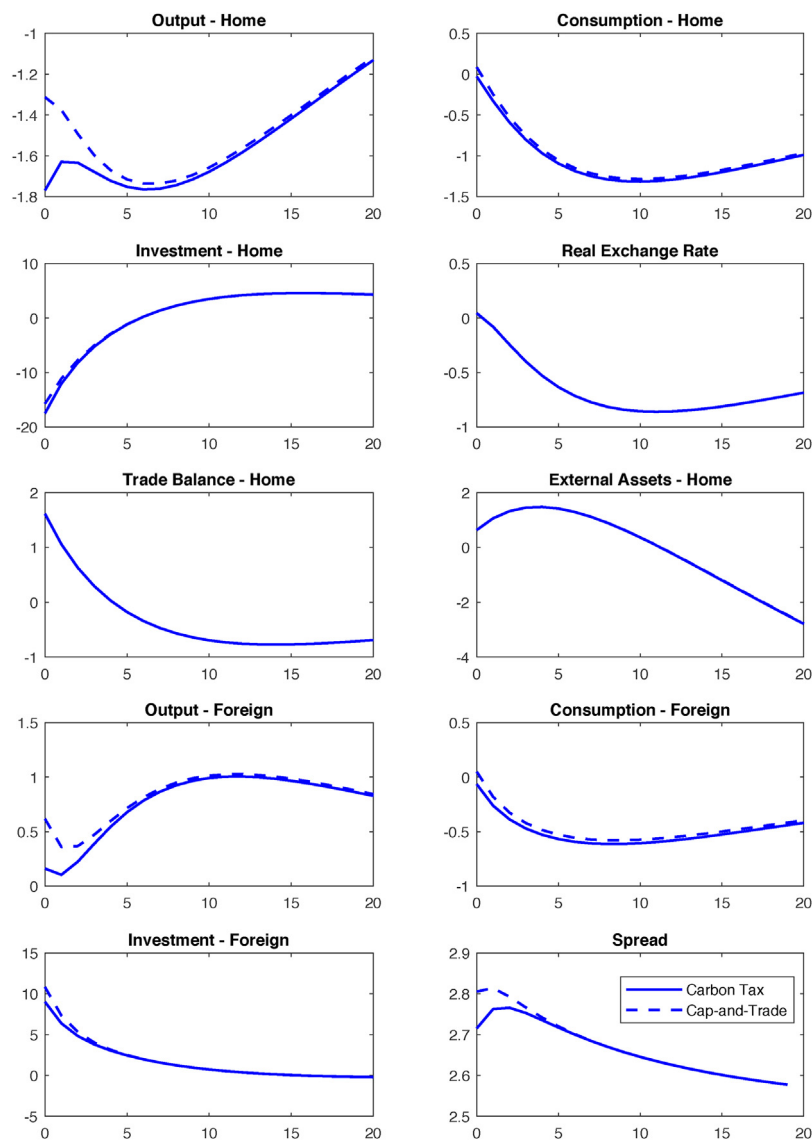 Output - Home
-1
-1.2
-1.4
-1.6
-1.8
0 5 10 15 20
Consumption - Home
0.5
0
-0.5
-1
-1.5
0 5 10 15 20
Investment - Home
10
0
-10
-20
0 5 10 15 20
Real Exchange Rate
0.5
0
-0.5
-1
0 5 10 15 20
Trade Balance - Home
2
1
0
-1
0 5 10 15 20
External Assets - Home
2
0
-2
-4
0 5 10 15 20
Output - Foreign
1.5
1
0.5
0
0 5 10 15 20
Consumption - Foreign
0.5
0
-0.5
-1
0 5 10 15 20
Investment - Foreign
15
10
5
0
-5
0 5 10 15 20
Spread
2.9
2.8
2.7
2.6
2.5
0 5 10 15 20
Carbon Tax
Cap-and-Trade